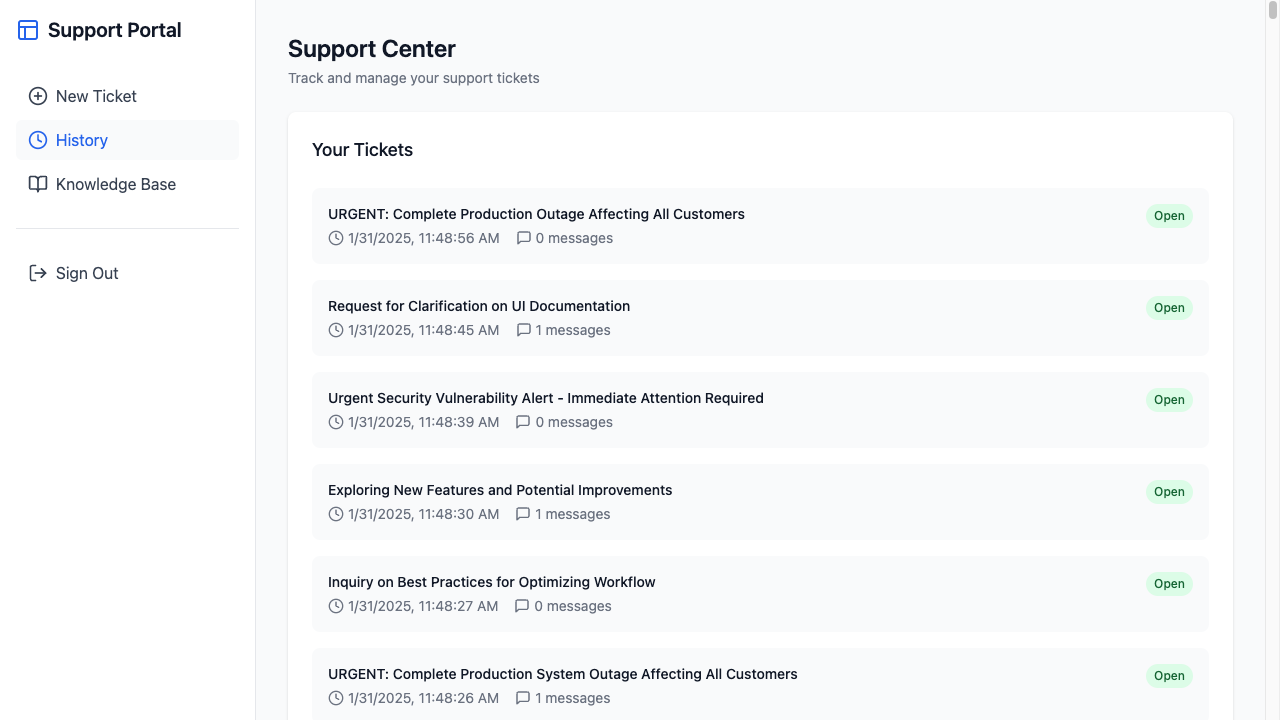 Support Portal
New Ticket
History
Knowledge Base
Sign Out
Support Center
Track and manage your support tickets
Your Tickets
URGENT: Complete Production Outage Affecting All Customers
Open
1/31/2025, 11:48:56 AM 0 messages
Request for Clarification on UI Documentation
Open
1/31/2025, 11:48:45 AM 1 messages
Urgent Security Vulnerability Alert - Immediate Attention Required
Open
1/31/2025, 11:48:39 AM 0 messages
Exploring New Features and Potential Improvements
Open
1/31/2025, 11:48:30 AM 1 messages
Inquiry on Best Practices for Optimizing Workflow
Open
1/31/2025, 11:48:27 AM 0 messages
URGENT: Complete Production System Outage Affecting All Customers
Open
1/31/2025, 11:48:26 AM 1 messages